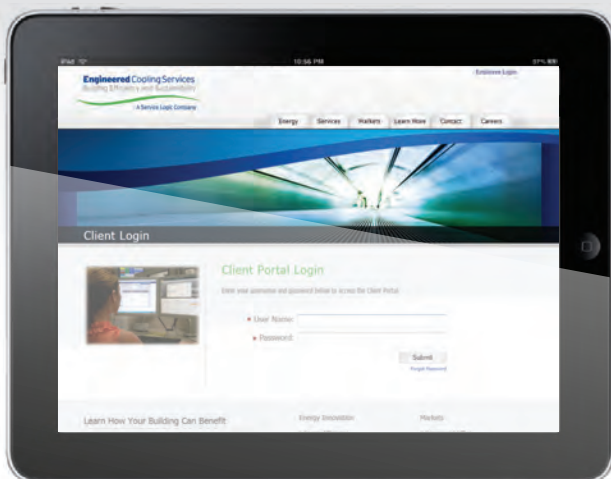 iPad
10:56 PM
97%
Employee Login
Engineered Cooling Services
Building Efficiency and Sustainability
A Service Logic Company
Energy Services Markets Learn More Contact Careers
Client Login
Client Portal Login
Enter your username and password below to access the Client Portal
User Name
Password
Submit
Forgot Password
Learn How Your Building Can Benefit
Energy Innovation
Markets